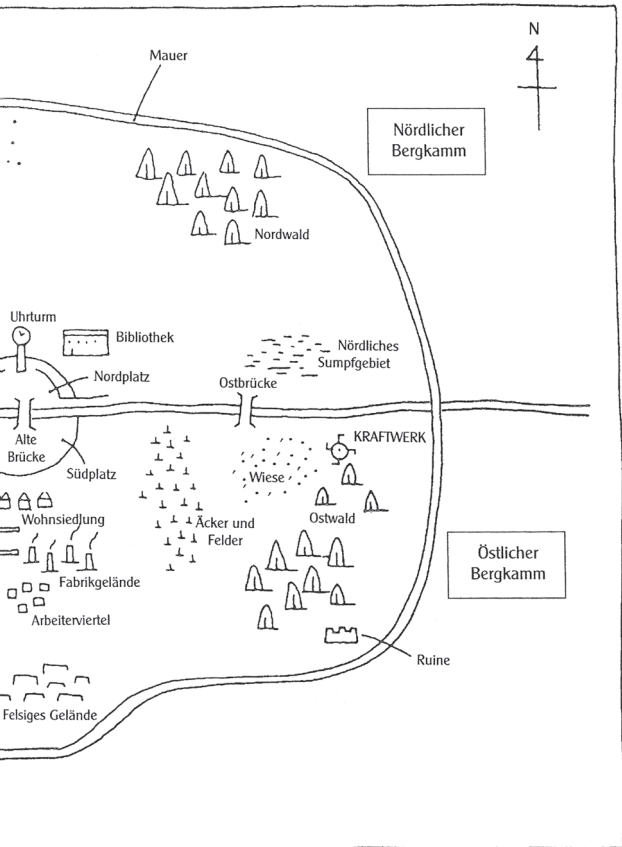 N
Mauer
Nördlicher
Bergkamm
Nordwald
Uhrturm
Bibliothek
Nördliches
Sumpfgebiet
Nordplatz
Ostbrücke
Alte
Brücke
KRAFTWERK
Südplatz
Wiese
Wohnsiedlung
Äcker und
Felder
Ostwald
Östlicher
Bergkamm
Fabrikgelände
Arbeiterviertel
Ruine
Felsiges Gelände